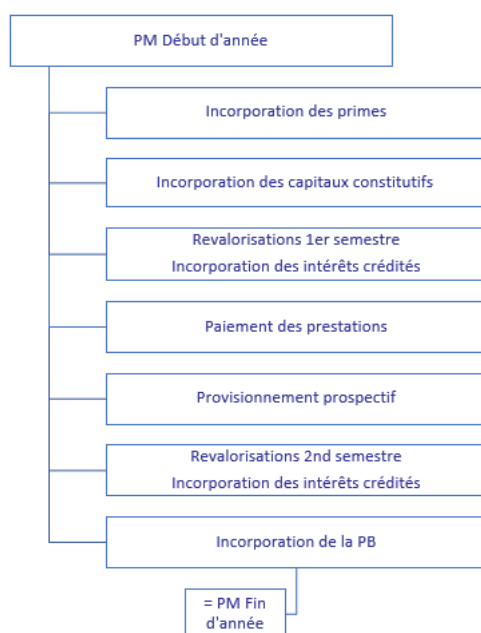 PM Début d'année
Incorporation des primes
Incorporation des capitaux constitutifs
Revalorisations 1er semestre
Incorporation des intérêts crédités
Paiement des prestations
Provisionnement prospectif
Revalorisations 2nd semestre
Incorporation des intérêts crédités
Incorporation de la PB
= PM Fin
d'année